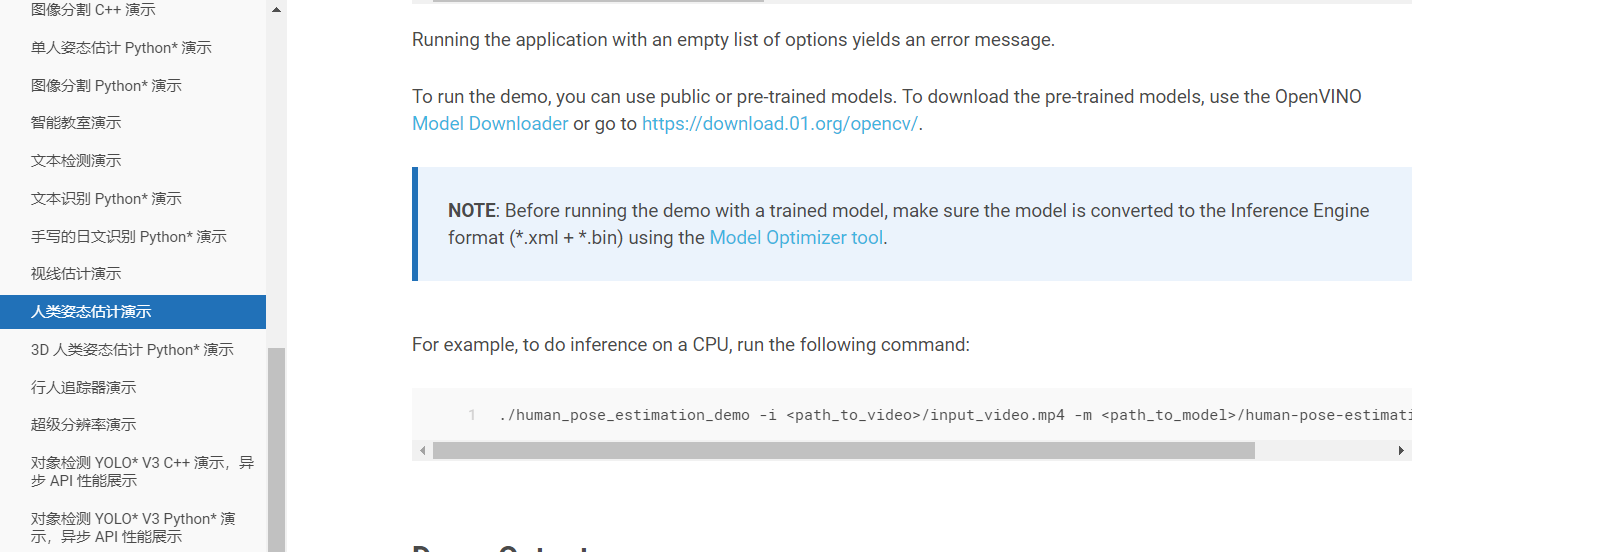 图像分割 C++ 演示
单人姿态估计 Python* 演示
图像分割 Python* 演示
智能教室演示
文本检测演示
文本识别 Python* 演示
手写的日文识别 Python* 演示
视线估计演示
人类姿态估计演示
3D 人类姿态估计 Python* 演示
行人追踪器演示
超级分辨率演示
对象检测 YOLO* V3 C++ 演示，异
步 API 性能展示
对象检测 YOLO* V3 Python* 演
示，异步 API 性能展示
Running the application with an empty list of options yields an error message.
To run the demo, you can use public or pre-trained models. To download the pre-trained models, use the OpenVINO
Model Downloader or go to https://download.01.org/opencv/.
NOTE: Before running the demo with a trained model, make sure the model is converted to the Inference Engine
format (*.xml + *.bin) using the Model Optimizer tool.
For example, to do inference on a CPU, run the following command:
1 ./human_pose_estimation_demo -i <path_to_video>/input_video.mp4 -m <path_to_model>/human-pose-estimati